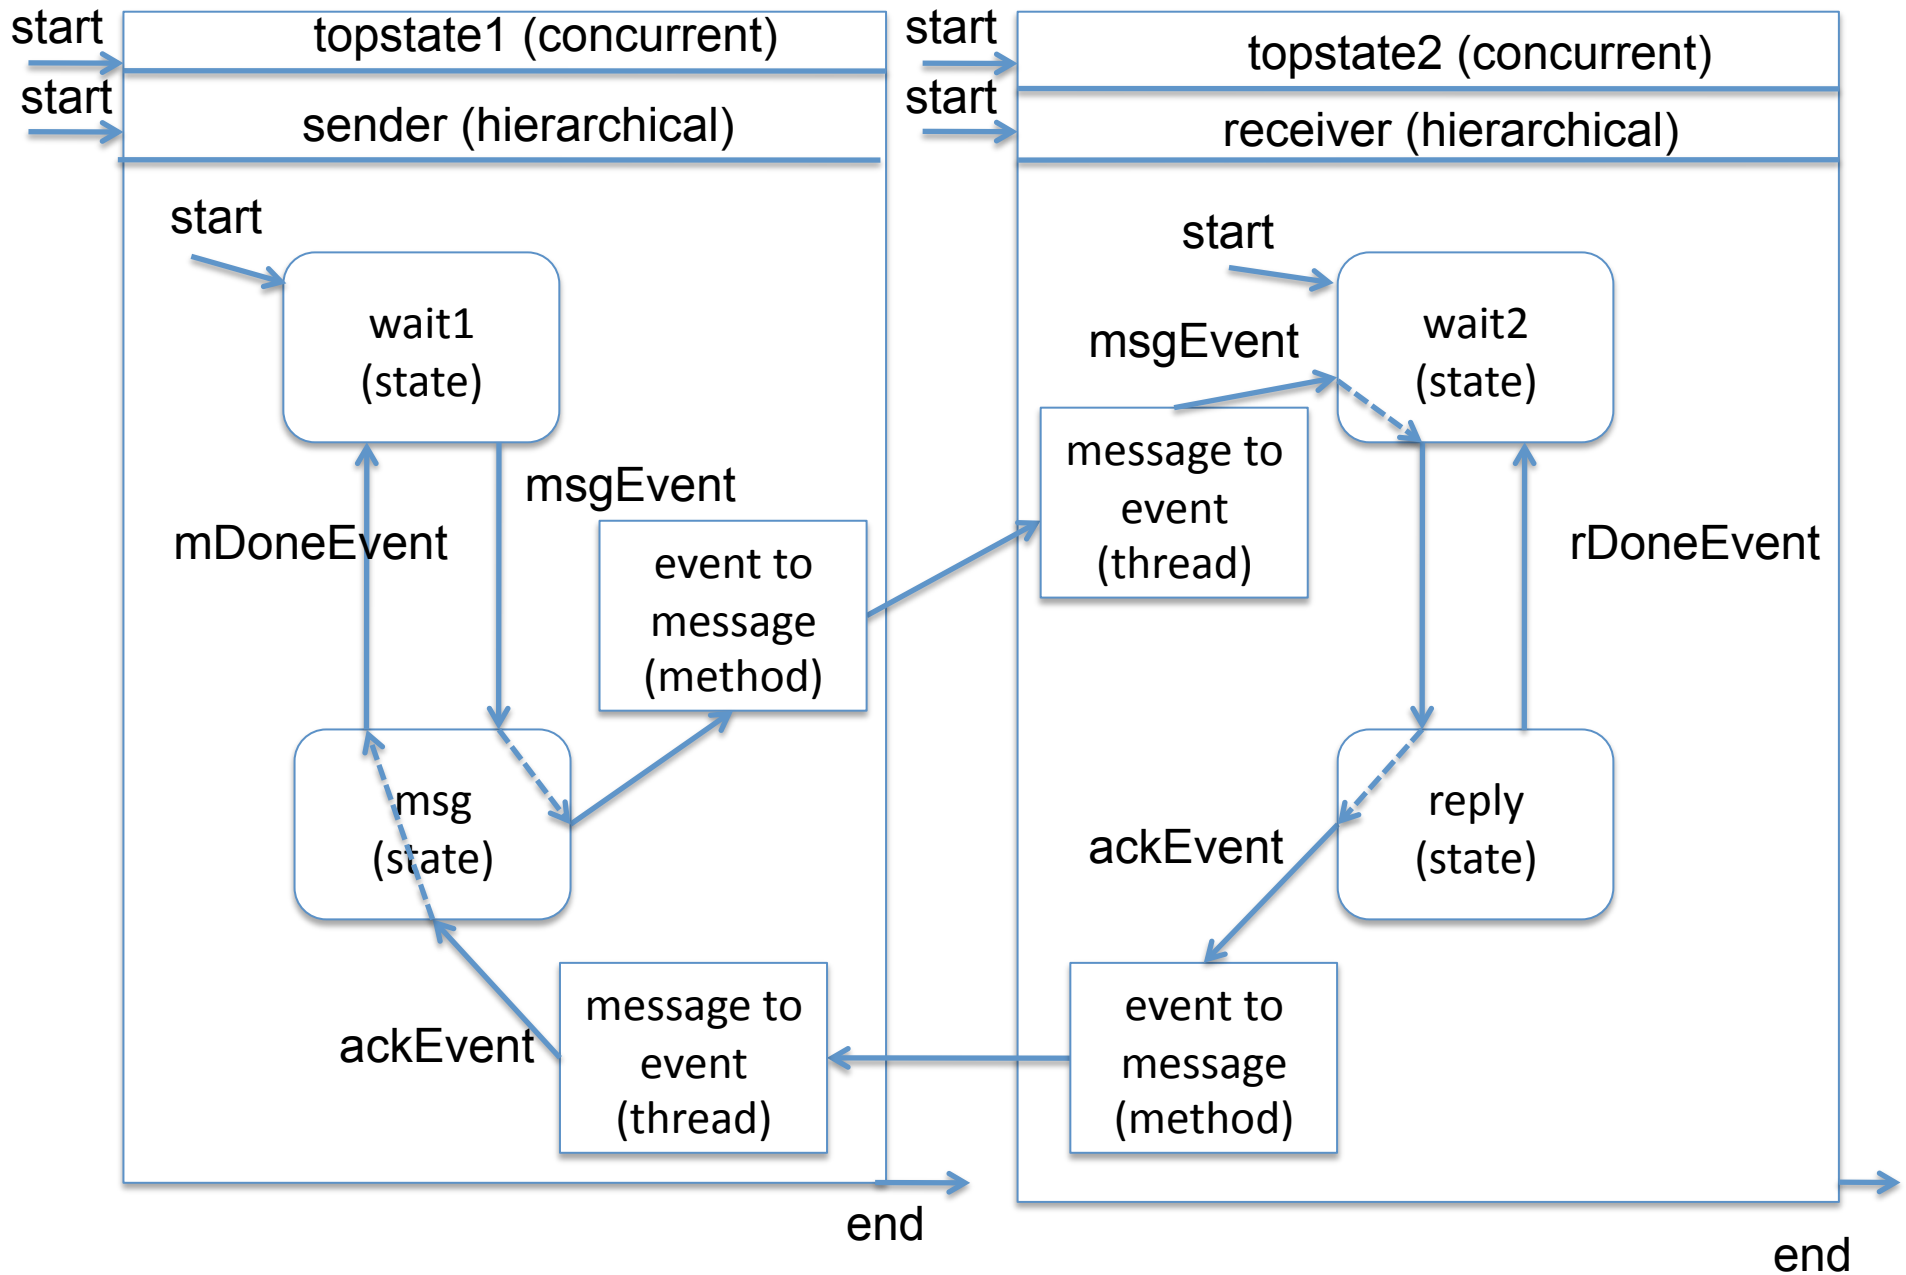 start
topstate1 (concurrent)
start
sender (hierarchical)
start
wait1
(state)
msgEvent
mDoneEvent
event to
message
(method)
msg
(state)
ackEvent
message to
event
(thread)
end
start
topstate2 (concurrent)
start
receiver (hierarchical)
start
wait2
(state)
msgEvent
message to
event
(thread)
rDoneEvent
reply
(state)
ackEvent
event to
message
(method)
end